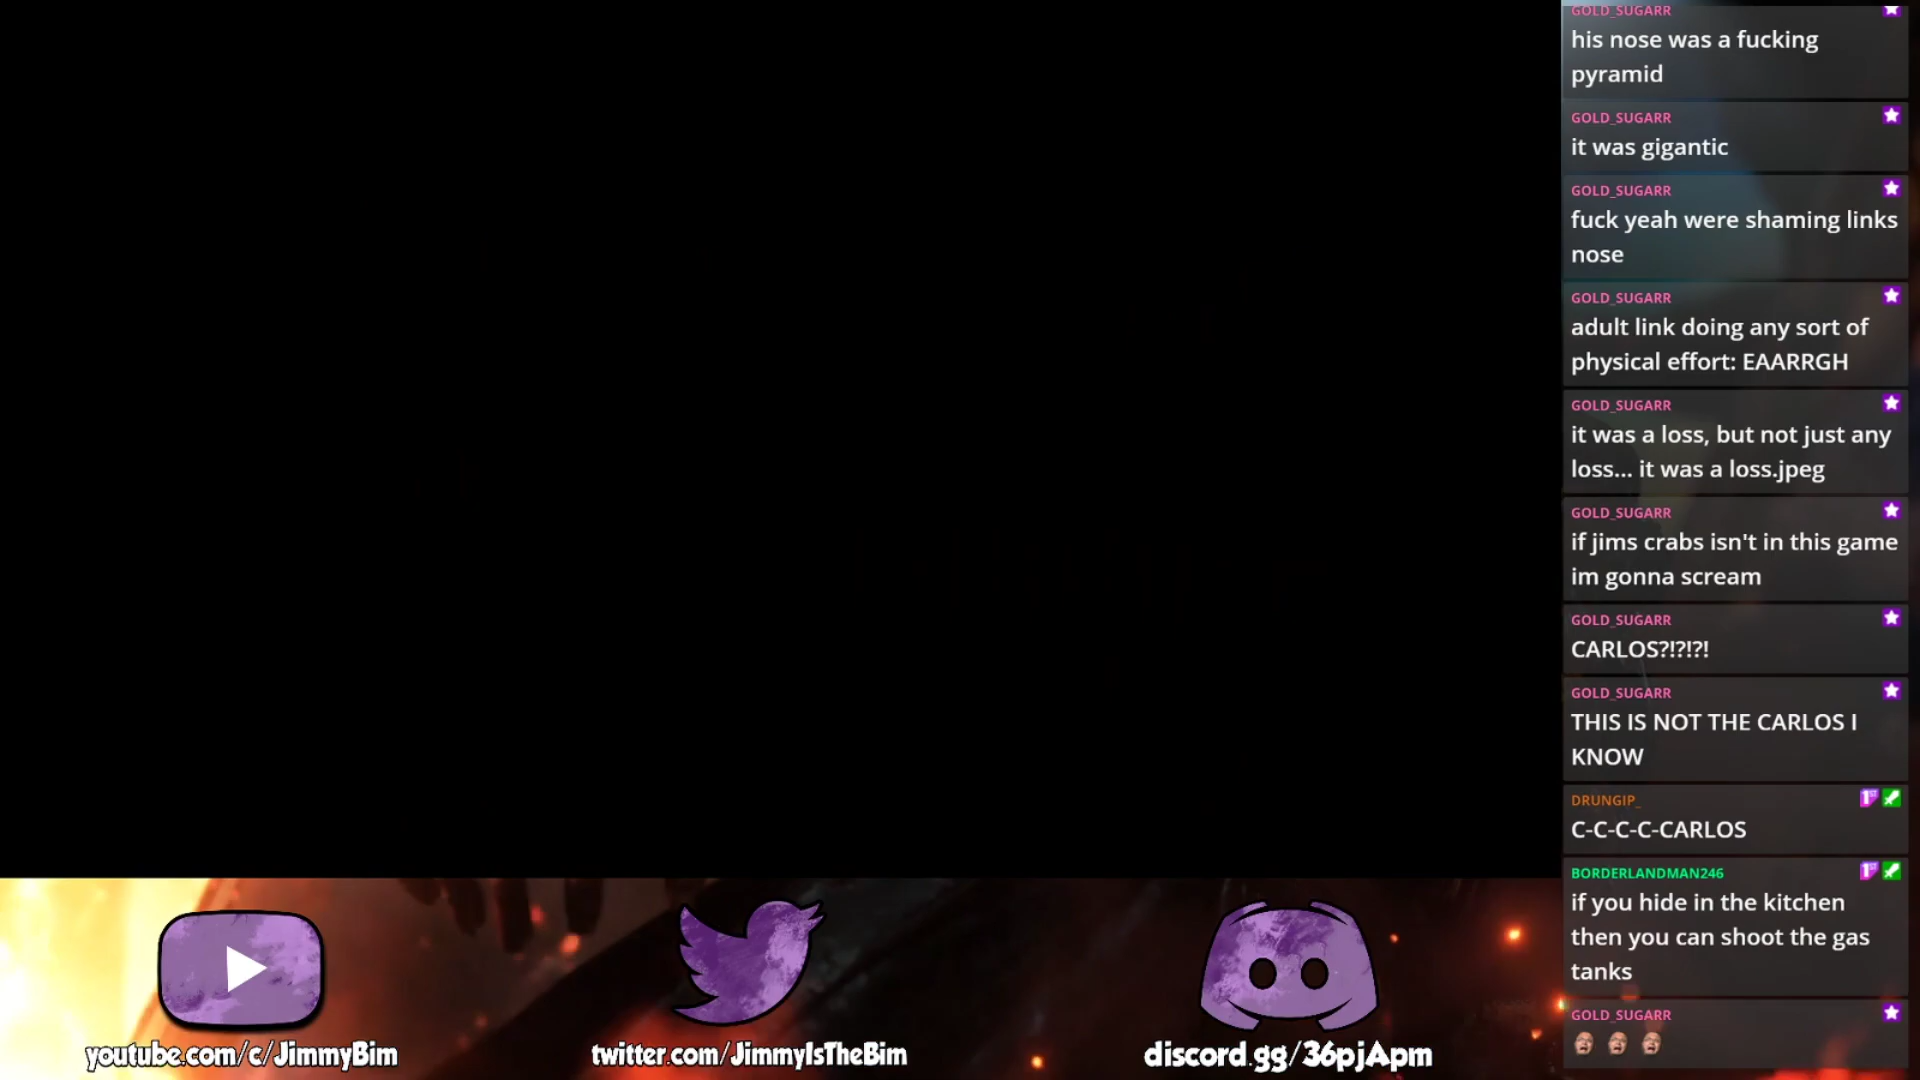 GOLD_SUGARR
his nose was a fucking
pyramid
GOLD_SUGARR
it was gigantic
GOLD_SUGARR
fuck yeah were shaming links
nose
GOLD_SUGARR
adult link doing any sort of
physical effort: EAARRGH
GOLD_SUGARR
it was a loss, but not just any
loss... it was a loss.jpeg
GOLD_SUGARR
if jims crabs isn't in this game
im gonna scream
GOLD_SUGARR
CARLOS?!?!?!
GOLD_SUGARR
THIS IS NOT THE CARLOS I
KNOW
DRUNGIP_
C-C-C-C-CARLOS
BORDERLANDMAN246
if you hide in the kitchen
then you can shoot the gas
tanks
GOLD_SUGARR
youtube.com/c/JimmyBim
twitter.com/JimmyIsTheBim
discord.gg/36pjApm